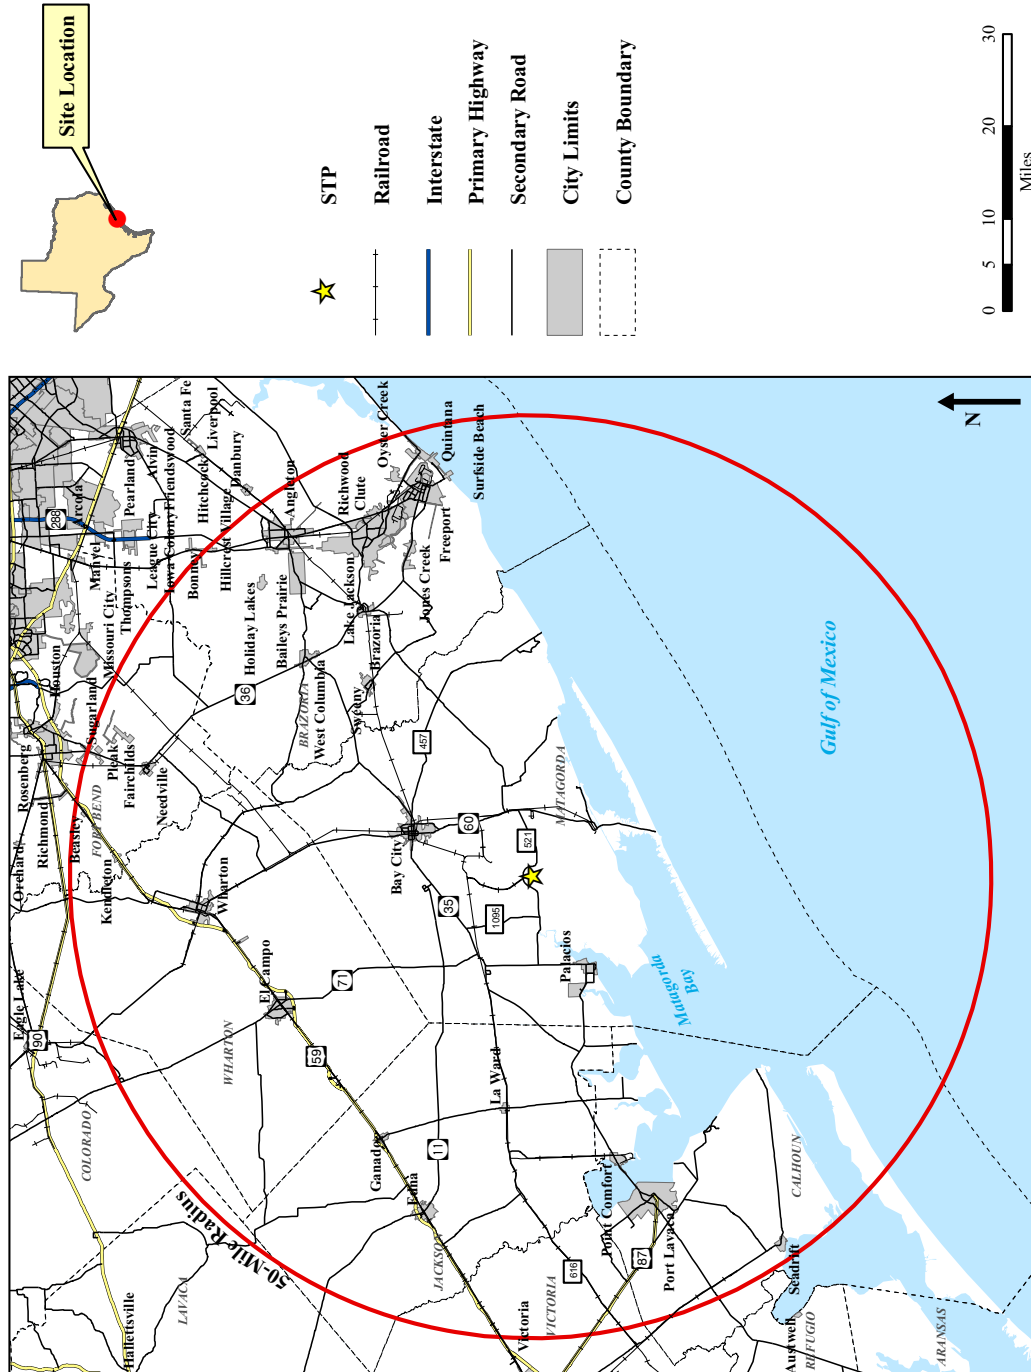 Site Location
STP
Railroad
Interstate
Primary Highway
Secondary Road
City Limits
County Boundary
0 5 10 20 30
Miles
N
50-Mile Radius
Gulf of Mexico
Matagorda
Bay
Orchard
Rosenberg
Richmond
Beasley
Kendleton
Houston
Sugarland
Pleak
Fairchilds
Needville
Missouri City
Thompsons
Manvel
Arcola
288
Pearland
Alvin
League City
Friendswood
Iowa Colony
Santa Fe
Liverpool
Hitchcock
Danbury
Bonney
Hillcrest Village
Angleton
Holiday Lakes
Baileys Prairie
36
BRAZORIA
West Columbia
Sweeny
Brazoria
Lake Jackson
Richwood
Clute
Oyster Creek
Quintana
Surfside Beach
Freeport
Jones Creek
FORT BEND
Wharton
Eagle Lake
90
El Campo
71
WHARTON
59
COLORADO
457
MATAGORDA
Bay City
60
521
35
1095
Palacios
La Ward
Ganado
11
Edna
JACKSON
Point Comfort
Port Lavaca
87
616
CALHOUN
Seadrift
VICTORIA
Victoria
LAVACA
Hallettsville
Austwell
REFUGIO
ARANSAS